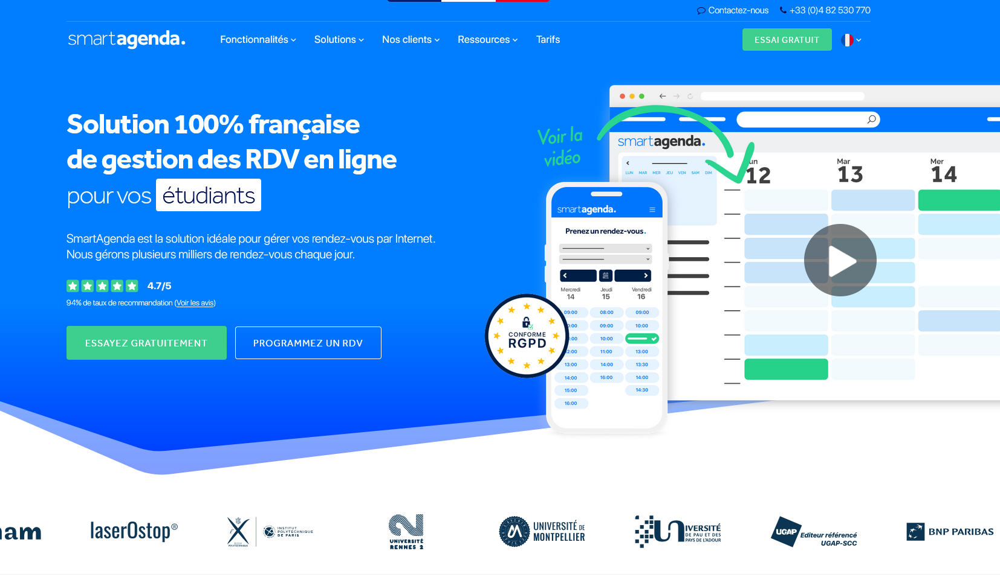 Contactez-nous +33 (0)4 82 530 770
smartagenda. Fonctionnalités Solutions Nos clients Ressources Tarifs ESSAI GRATUIT
Solution 100% française
de gestion des RDV en ligne
pour vos étudiants
SmartAgenda est la solution idéale pour gérer vos rendez-vous par Internet.
Nous gérons plusieurs milliers de rendez-vous chaque jour.
4.7/5
94% de taux de recommandation (Voir les avis)
ESSAYEZ GRATUITEMENT PROGRAMMEZ UN RDV
Voir la
vidéo
smartagenda.
LUN MAR MER JEU VEN SAM DIM
Mar Mer
12 13 14
smartagenda.
Prenez un rendez-vous.
Mercredi Jeudi Vendredi
14 15 16
09:00 08:00 09:00
09:00 10:00
10:00
11:00 13:00
13:00 14:00 13:30
14:00 16:00 14:00
15:00 14:30
16:00
CONFORME
RGPD
laserOstop®
ÉCOLE
POLYTECHNIQUE
INSTITUT
POLYTECHNIQUE
DE PARIS
UNIVERSITÉ
RENNES 2
UNIVERSITÉ DE
MONTPELLIER
UNIVERSITÉ
DE PAU ET DES
PAYS DE L'ADOUR
UGAP Editeur référencé
UGAP-SCC
BNP PARIBAS